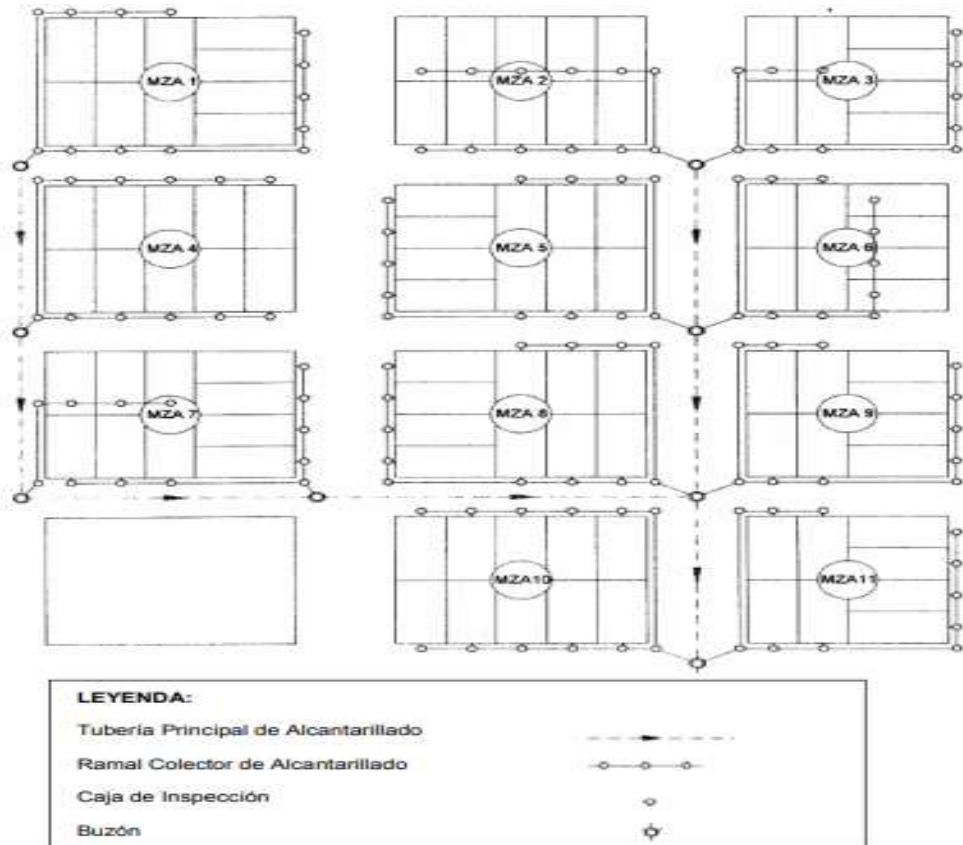 MZA 1
MZA 2
MZA 3
MZA 4
MZA 5
MZA 6
MZA 7
MZA 8
MZA 9
MZA10
MZA11
LEYENDA:
Tubería Principal de Alcantarillado
Ramal Colector de Alcantarillado
Caja de Inspección
Buzón